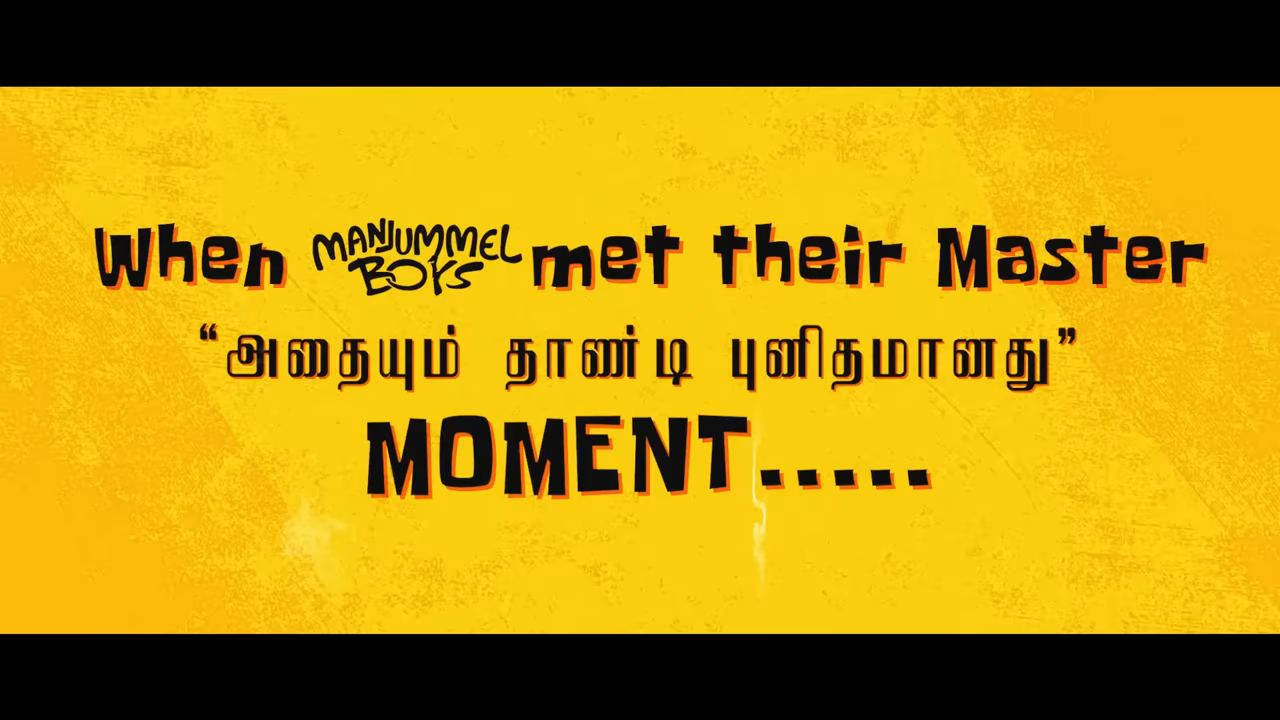 When MANJUMMEL BOYS met their Master
“அதையும் தாண்டி புனிதமானது”
MOMENT.....